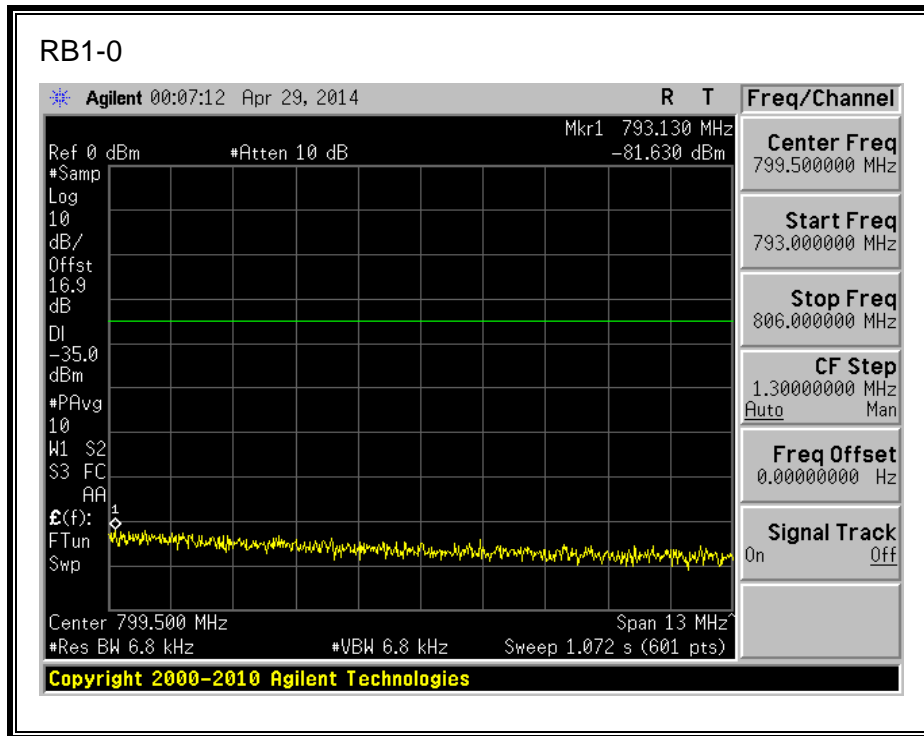 RB1-0
Agilent 00:07:12 Apr 29, 2014 R T
Freq/Channel
Mkr1 793.130 MHz
Ref 0 dBm #Atten 10 dB -81.630 dBm
#Samp
Log
10
dB/
Offst
16.9
dB
DI
-35.0
dBm
#PAvg
10
W1 S2
S3 FC
AA
£(f):
FTun
Swp
1
Center 799.500 MHz Span 13 MHz^
#Res BW 6.8 kHz #VBW 6.8 kHz Sweep 1.072 s (601 pts)
Center Freq
799.500000 MHz
Start Freq
793.000000 MHz
Stop Freq
806.000000 MHz
CF Step
1.30000000 MHz
Auto Man
Freq Offset
0.00000000 Hz
Signal Track
On Off
Copyright 2000-2010 Agilent Technologies